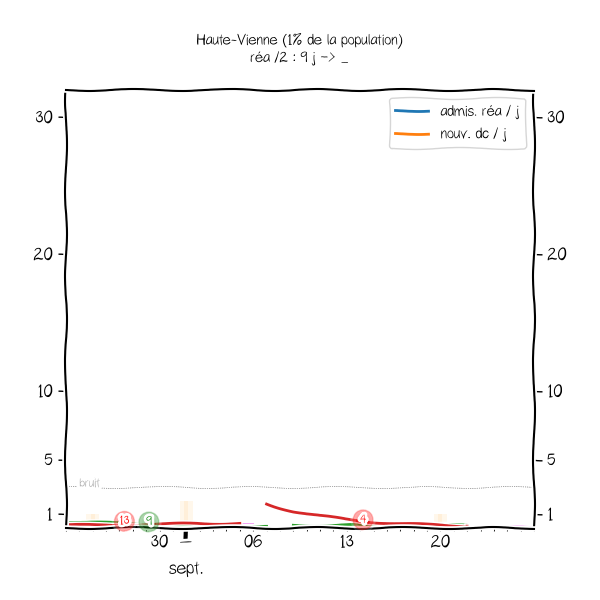 Haute-Vienne (1% de la population)
réa /2 : 9 j -> _
admis. réa / j
nouv. dc / j
30 30
20 20
10 10
5 5
bruit
1 13 9 4 1
30 1 06 13 20
sept.